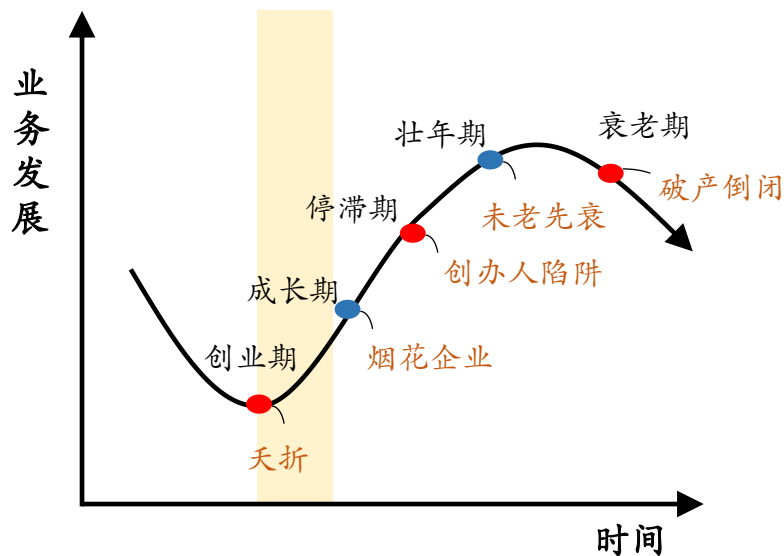 业务发展
壮年期
衰老期
破产倒闭
未老先衰
停滞期
创办人陷阱
成长期
烟花企业
创业期
夭折
时间